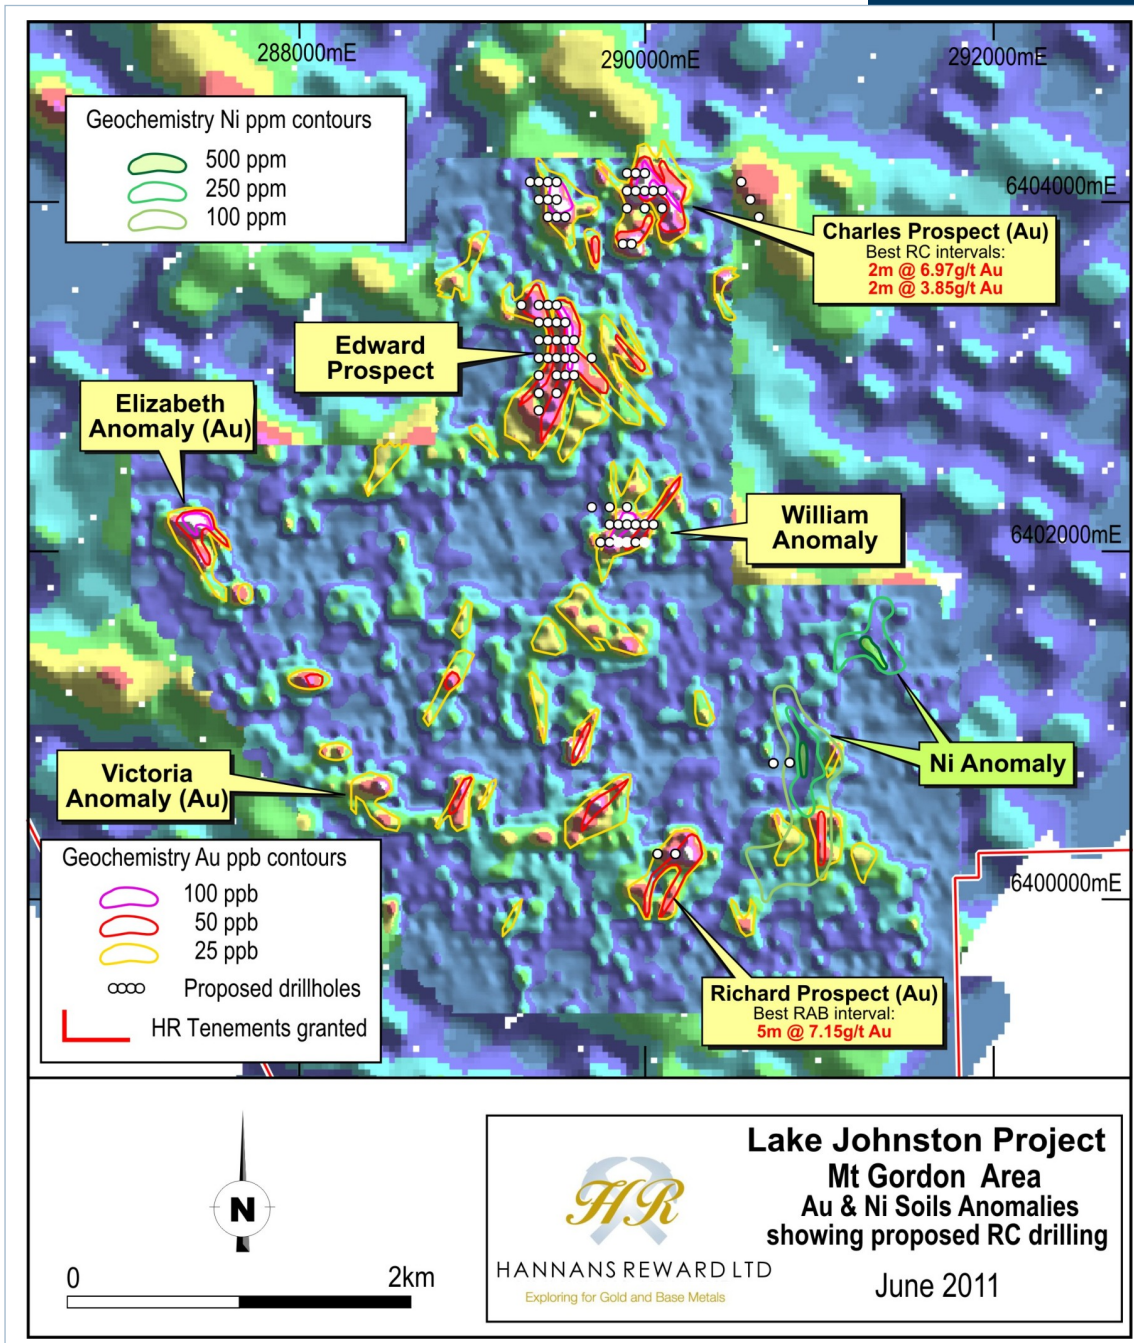 288000mE
290000mE
292000mE
Geochemistry Ni ppm contours
500 ppm
250 ppm
100 ppm
6404000mE
Charles Prospect (Au)
Best RC intervals:
2m @ 6.97g/t Au
2m @ 3.85g/t Au
Edward
Prospect
Elizabeth
Anomaly (Au)
William
Anomaly
6402000mE
Ni Anomaly
Victoria
Anomaly (Au)
Geochemistry Au ppb contours
100 ppb
50 ppb
25 ppb
Proposed drillholes
HR Tenements granted
6400000mE
Richard Prospect (Au)
Best RAB interval:
5m @ 7.15g/t Au
N
0 2km
HR
HANNANS REWARD LTD
Exploring for Gold and Base Metals
Lake Johnston Project
Mt Gordon Area
Au & Ni Soils Anomalies
showing proposed RC drilling
June 2011